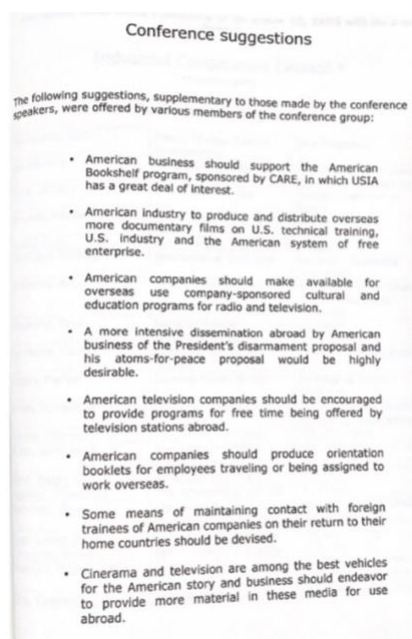 Conference suggestions
The following suggestions, supplementary to those made by the conference
speakers, were offered by various members of the conference group:
• American business should support the American
Bookshelf program, sponsored by CARE, in which USIA
has a great deal of interest.
• American industry to produce and distribute overseas
more documentary films on U.S. technical training,
U.S. industry and the American system of free
enterprise.
• American companies should make available for
overseas use company-sponsored cultural and
education programs for radio and television.
• A more intensive dissemination abroad by American
business of the President's disarmament proposal and
his atoms-for-peace proposal would be highly
desirable.
• American television companies should be encouraged
to provide programs for free time being offered by
television stations abroad.
• American companies should produce orientation
booklets for employees traveling or being assigned to
work overseas.
• Some means of maintaining contact with foreign
trainees of American companies on their return to their
home countries should be devised.
• Cinerama and television are among the best vehicles
for the American story and business should endeavor
to provide more material in these media for use
abroad.